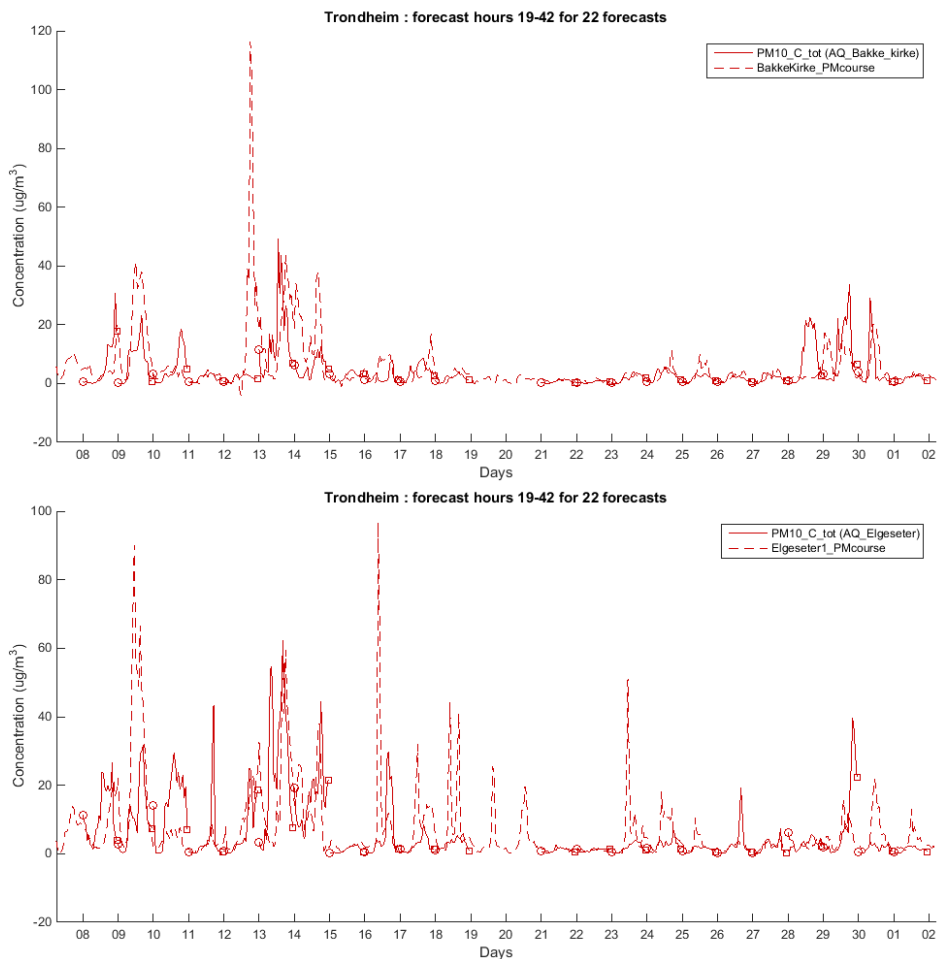 Trondheim : forecast hours 19-42 for 22 forecasts
120
100
80
60
40
20
0
-20
Concentration (ug/m³)
PM10_C_tot (AQ_Bakke_kirke)
BakkeKirke_PMcourse
08 09 10 11 12 13 14 15 16 17 18 19 20 21 22 23 24 25 26 27 28 29 30 01 02
Days
Trondheim : forecast hours 19-42 for 22 forecasts
100
80
60
40
20
0
-20
Concentration (ug/m³)
PM10_C_tot (AQ_Elgeseter)
Elgeseter1_PMcourse
08 09 10 11 12 13 14 15 16 17 18 19 20 21 22 23 24 25 26 27 28 29 30 01 02
Days